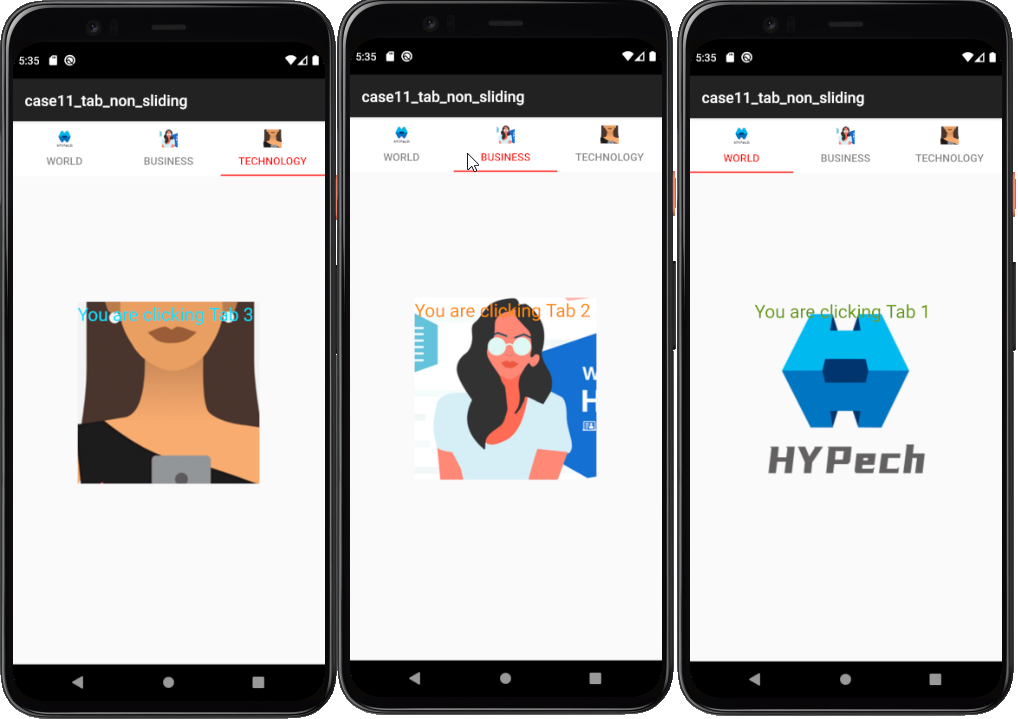 5:35
case11_tab_non_sliding
WORLD BUSINESS TECHNOLOGY
You are clicking Tab 3
5:35
case11_tab_non_sliding
WORLD BUSINESS TECHNOLOGY
You are clicking Tab 2
W
H
5:35
case11_tab_non_sliding
WORLD BUSINESS TECHNOLOGY
You are clicking Tab 1
HYPech